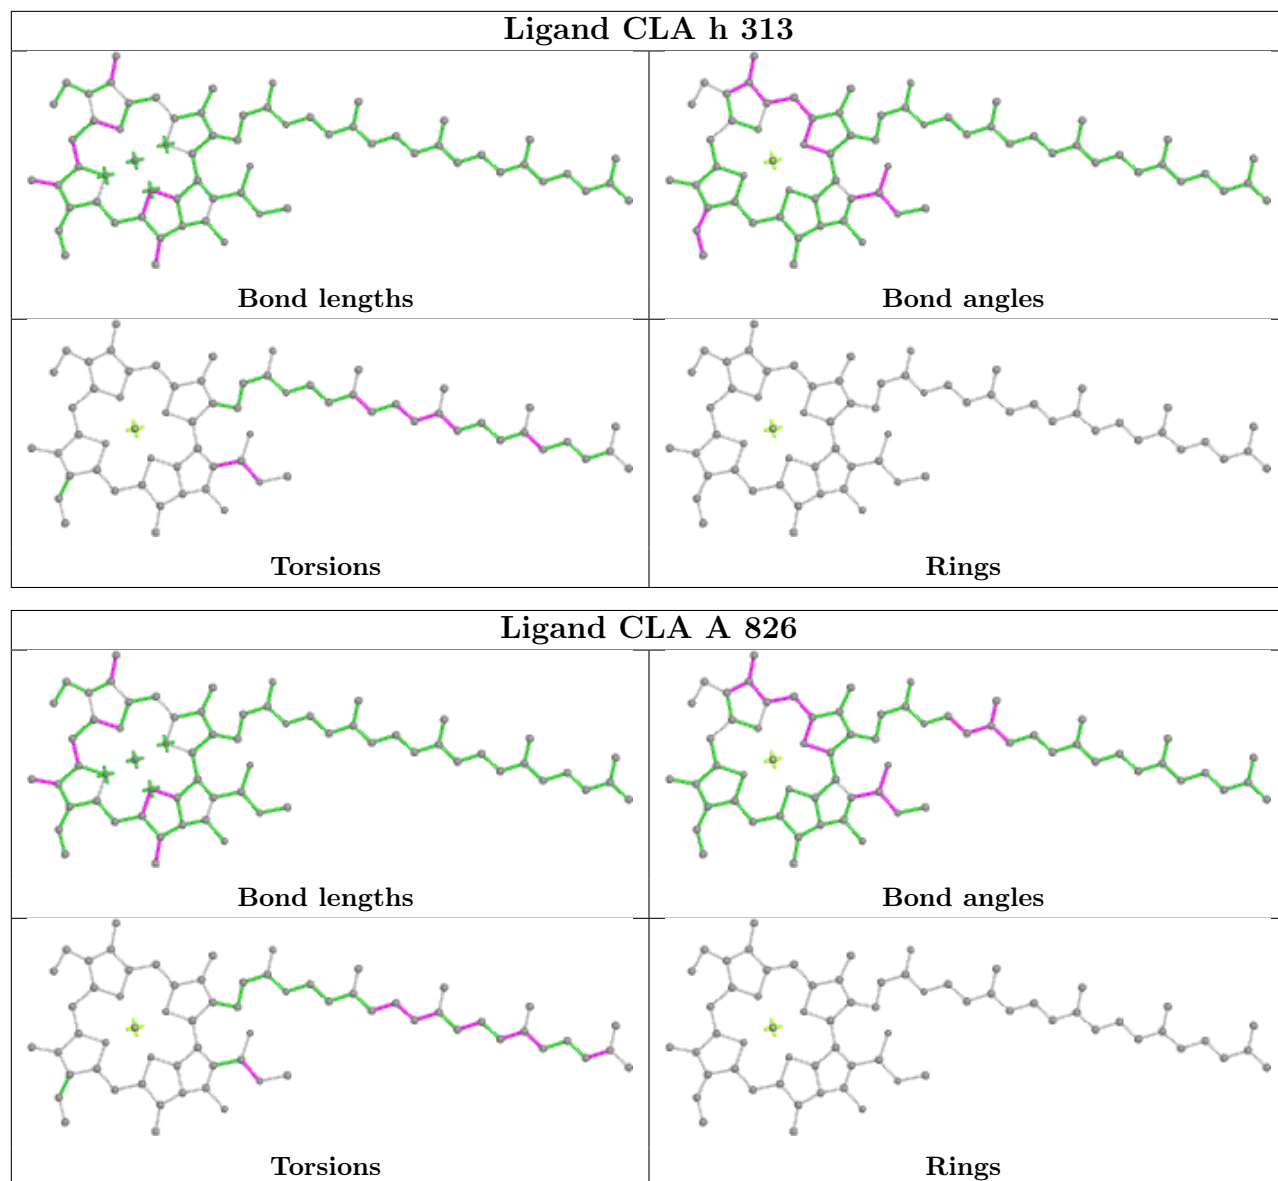 Ligand CLA h 313
Bond lengths
Bond angles
Torsions
Rings
Ligand CLA A 826
Bond lengths
Bond angles
Torsions
Rings